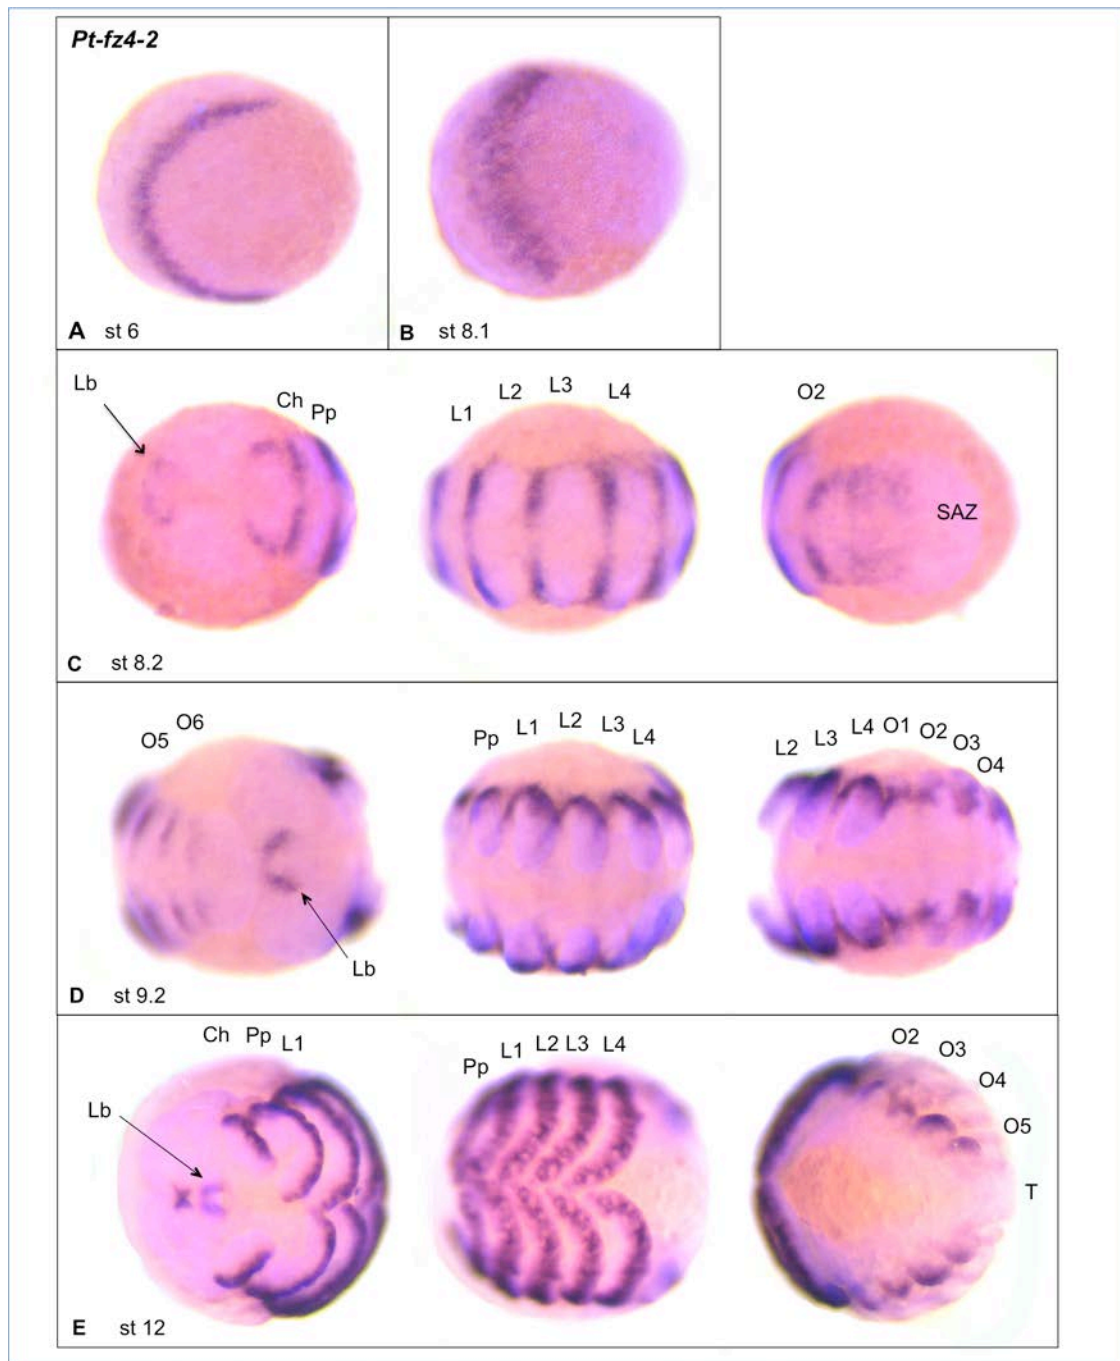 Pt-fz4-2
A st 6
B st 8.1
Lb
Ch
Pp
L1
L2
L3
L4
O2
SAZ
C st 8.2
O5
O6
Lb
Pp
L1
L2
L3
L4
L2
L3
L4
O1
O2
O3
O4
D st 9.2
Lb
Ch
Pp
L1
Pp
L1
L2
L3
L4
O2
O3
O4
O5
T
E st 12